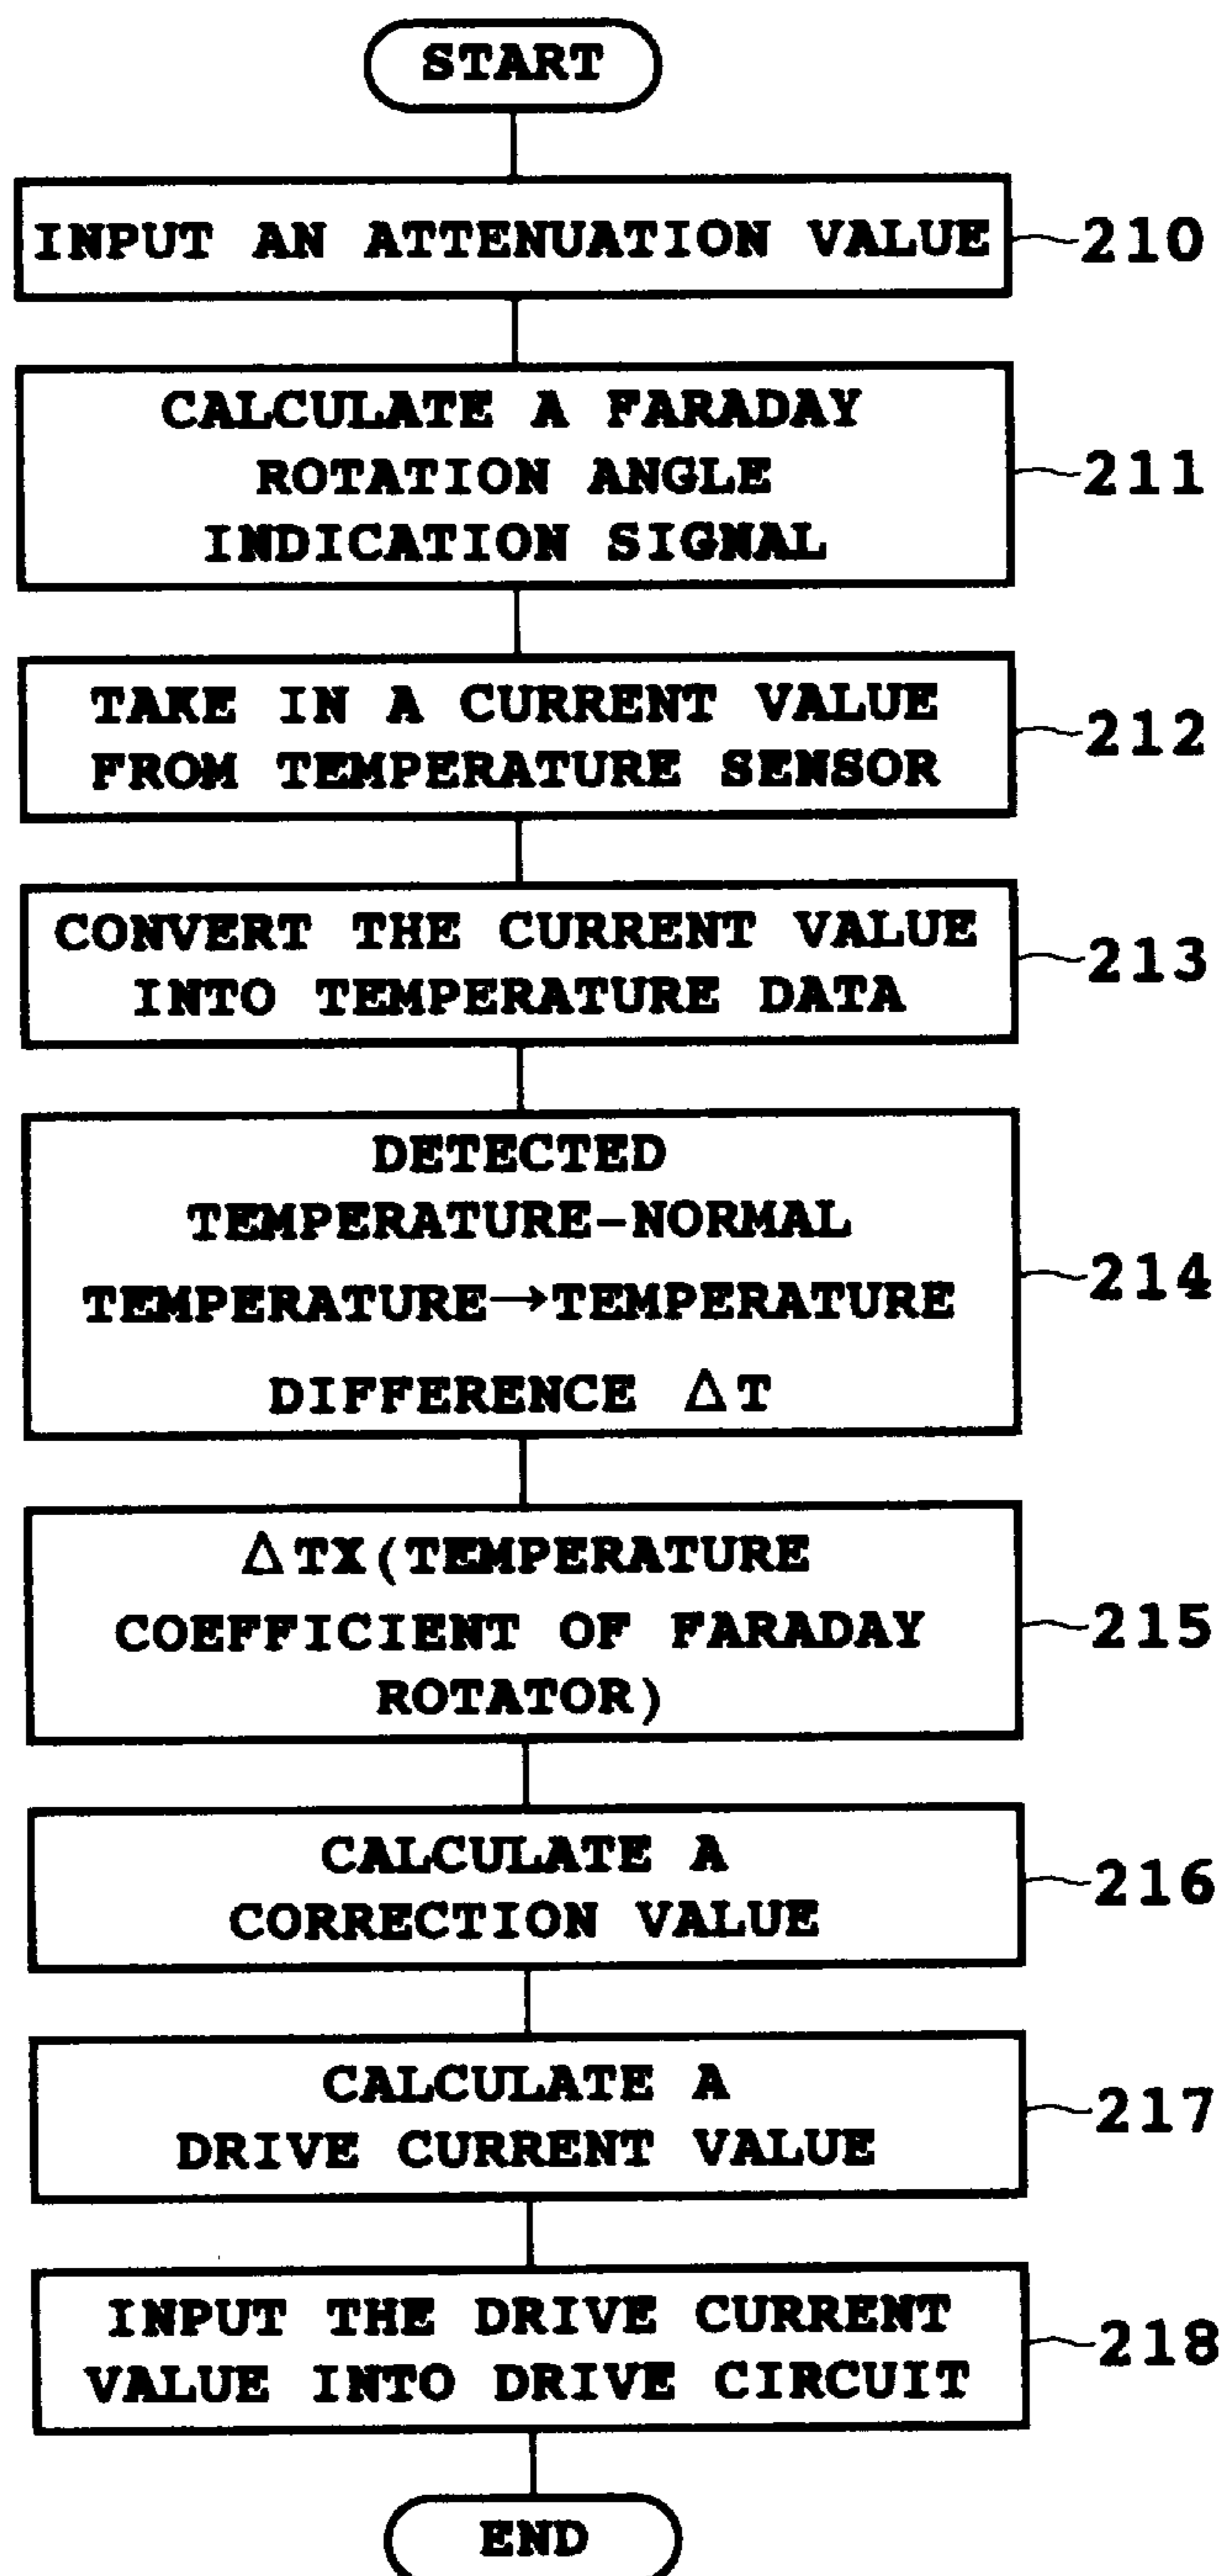 START
INPUT AN ATTENUATION VALUE
210
CALCULATE A FARADAY
ROTATION ANGLE
INDICATION SIGNAL
211
TAKE IN A CURRENT VALUE
FROM TEMPERATURE SENSOR
212
CONVERT THE CURRENT VALUE
INTO TEMPERATURE DATA
213
DETECTED
TEMPERATURE-NORMAL
TEMPERATURE→TEMPERATURE
DIFFERENCE ΔT
214
ΔTX(TEMPERATURE
COEFFICIENT OF FARADAY
ROTATOR)
215
CALCULATE A
CORRECTION VALUE
216
CALCULATE A
DRIVE CURRENT VALUE
217
INPUT THE DRIVE CURRENT
VALUE INTO DRIVE CIRCUIT
218
END